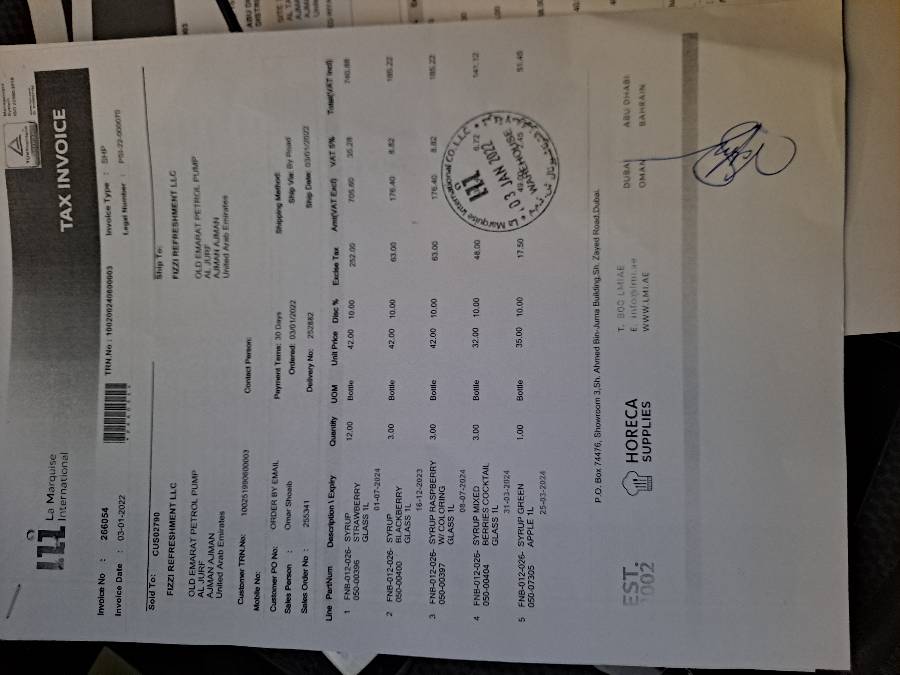 La Marquise
International
TAX INVOICE
Invoice No : 266054
Invoice Date : 03-01-2022
TRN.No : 100200240800003
Invoice Type : SHP
Legal Number : PSI-22-000070
Sold To: CUS02790
FIZZI REFRESHMENT LLC
OLD EMARAT PETROL PUMP
AL JURF
AJMAN AJMAN
United Arab Emirates
Ship To:
FIZZI REFRESHMENT LLC
OLD EMARAT PETROL PUMP
AL JURF
AJMAN AJMAN
United Arab Emirates
Customer TRN.No: 100251990600003
Mobile No:
Contact Person:
Customer PO No: ORDER BY EMAIL
Sales Person : Omar Shoaib
Sales Order No : 255341
Payment Terms: 30 Days
Ordered: 03/01/2022
Delivery No: 252882
Shipping Method:
Ship Via: By Road
Ship Date: 03/01/2022
Line PartNum Description \ Expiry Quantity UOM Unit Price Disc % Excise Tax Amt(VAT Excl) VAT 5% Total(VAT Incl)
1 FNB-012-026- SYRUP 12.00 Bottle 42.00 10.00 252.00 705.60 35.28 740.88
050-00396 STRAWBERRY
GLASS 1L
01-07-2024
2 FNB-012-026- SYRUP 3.00 Bottle 42.00 10.00 63.00 176.40 8.82 185.22
050-00400 BLACKBERRY
GLASS 1L
16-12-2023
3 FNB-012-026- SYRUP RASPBERRY 3.00 Bottle 42.00 10.00 63.00 176.40 8.82 185.22
050-00397 W/ COLORING
GLASS 1L
08-07-2024
4 FNB-012-026- SYRUP MIXED 3.00 Bottle 32.00 10.00 48.00 6.72 141.12
050-00404 BERRIES COCKTAIL
GLASS 1L
31-03-2024
5 FNB-012-026- SYRUP GREEN 1.00 Bottle 35.00 10.00 17.50 49.00 2.45 51.45
050-07305 APPLE 1L
25-03-2024
La Marquise International CO. L.L.C.
03 JAN 2022
WAREHOUSE
P.O. Box 74476, Showroom 3,Sh. Ahmed Bin-Juma Building,Sh. Zayed Road,Dubai.
EST.
2002
HORECA
SUPPLIES
T. 800 LMIAE
E. info@lmi.ae
WWW.LMI.AE
DUBAI ABU DHABI
OMAN BAHRAIN